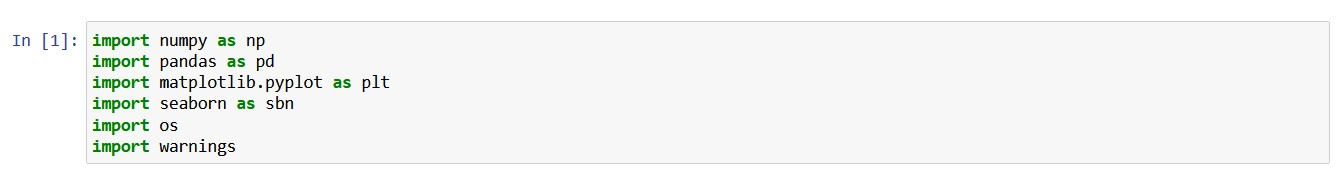 In [1]: import numpy as np
import pandas as pd
import matplotlib.pyplot as plt
import seaborn as sbn
import os
import warnings